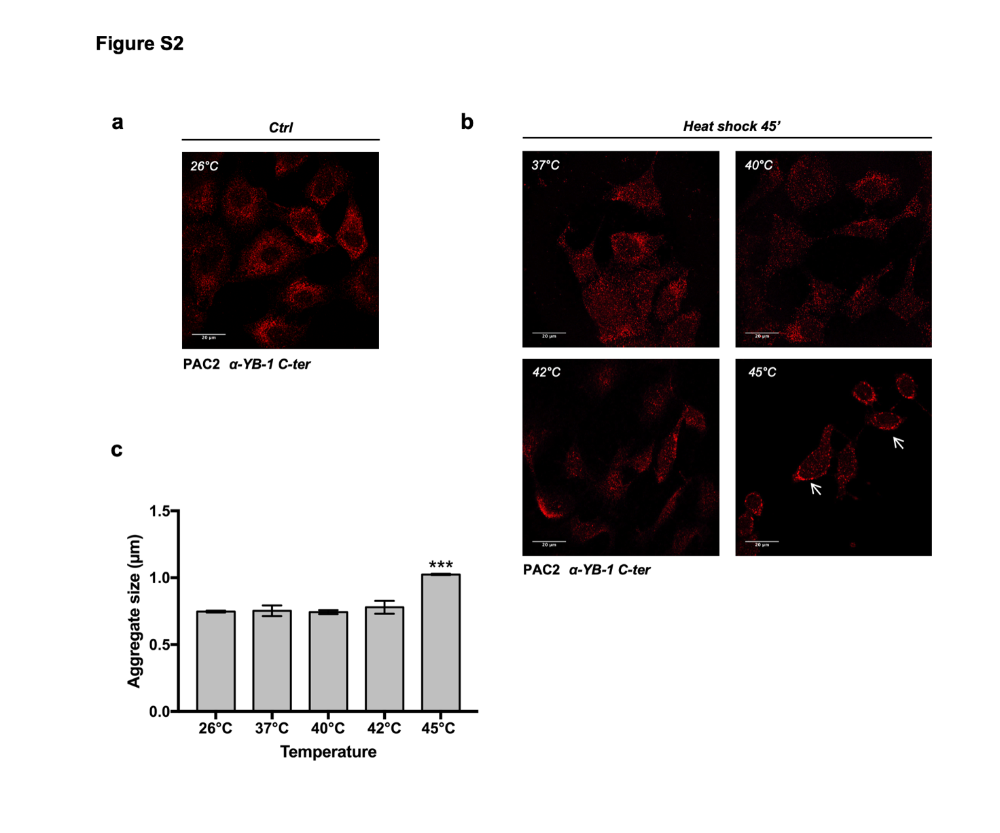 Figure S2
a
Ctrl
26°C
20 µm
PAC2 α-YB-1 C-ter
b
Heat shock 45’
37°C
40°C
20 µm
20 µm
42°C
45°C
20 µm
20 µm
PAC2 α-YB-1 C-ter
c
Aggregate size (µm)
1.5
1.0
0.5
0.0
***
26°C 37°C 40°C 42°C 45°C
Temperature